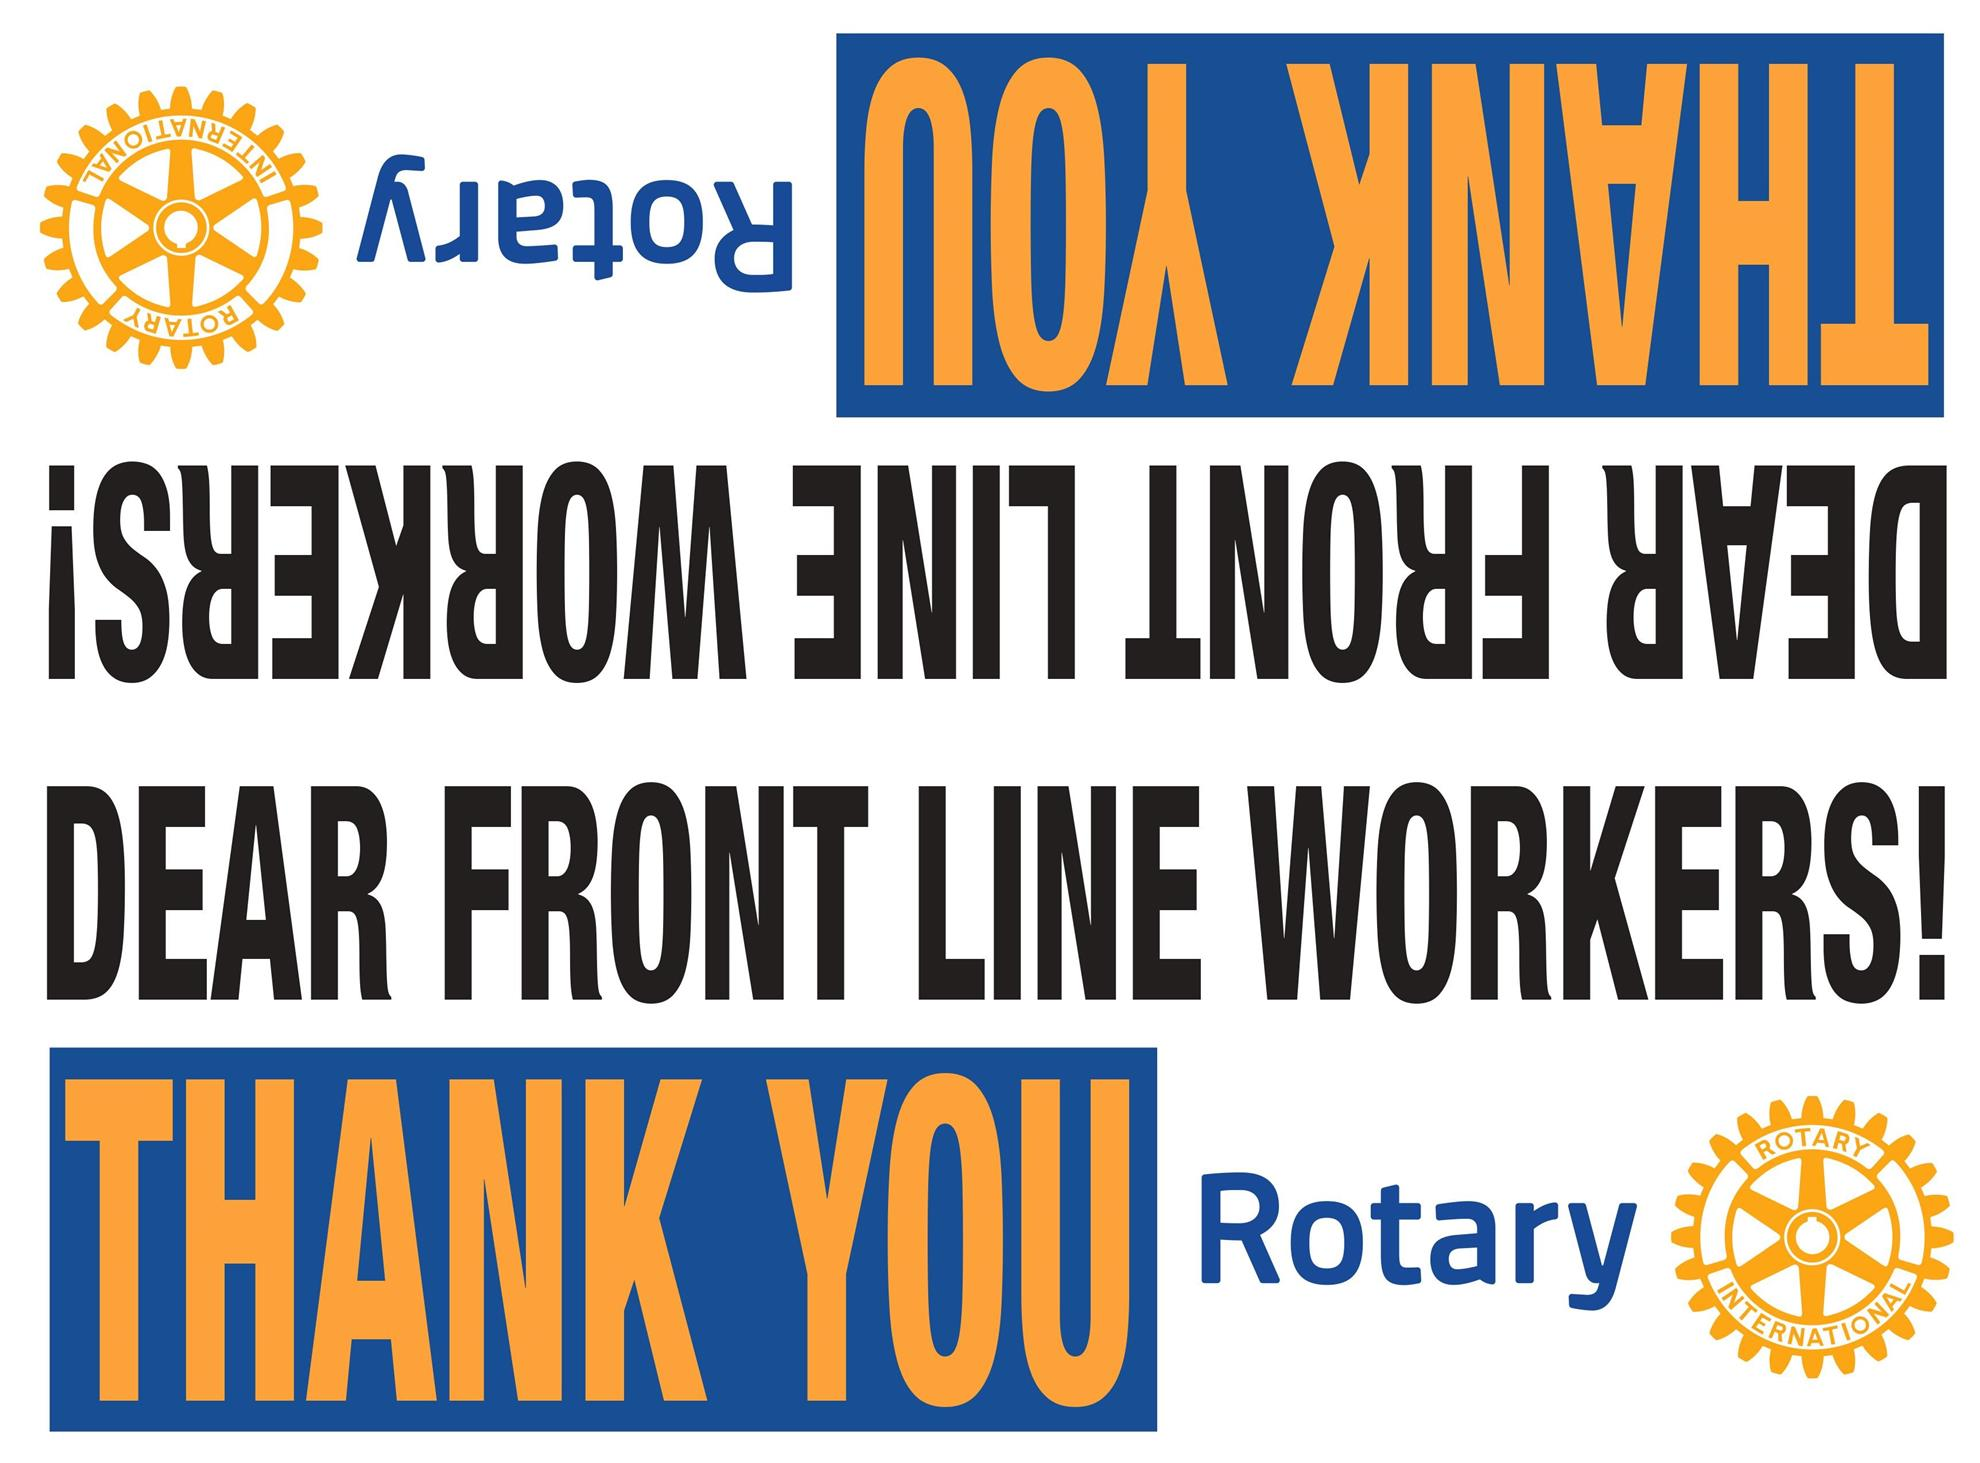 THANK YOU
Rotary
ROTARY
INTERNATIONAL
DEAR FRONT LINE WORKERS!
DEAR FRONT LINE WORKERS!
THANK YOU
Rotary
ROTARY
INTERNATIONAL